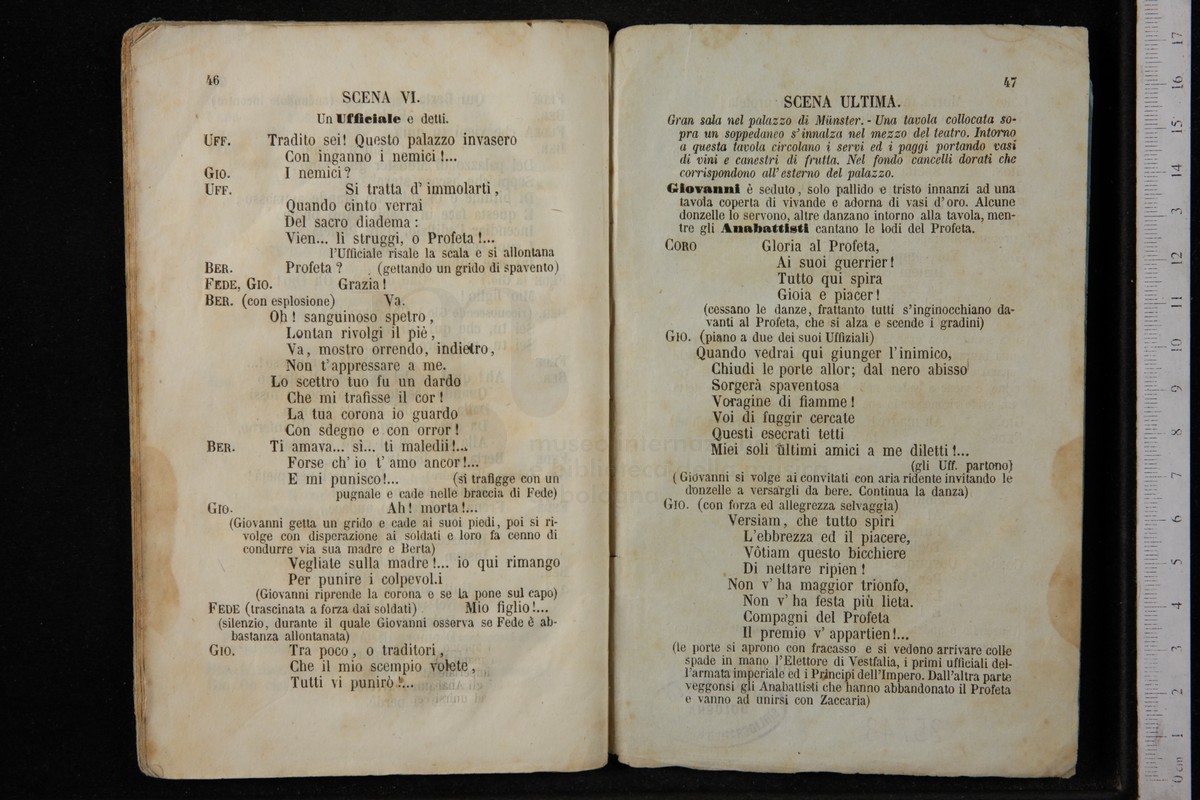 46
SCENA VI.
Un Ufficiale e detti.
UFF. Tradito sei! Questo palazzo invasero
Con inganno i nemici!...
GIO. I nemici?
UFF. Si tratta d' immolarti,
Quando cinto verrai
Del sacro diadema:
Vien... li struggi, o Profeta!...
l'Ufficiale risale la scala e si allontana
BER. Profeta? (gettando un grido di spavento)
FEDE, GIO. Grazia!
BER. (con esplosione) Va.
Oh! sanguinoso spetro,
Lontan rivolgi il piè,
Va, mostro orrendo, indietro,
Non t'appressare a me.
Lo scettro tuo fu un dardo
Che mi trafisse il cor!
La tua corona io guardo
Con sdegno e con orror!
BER. Ti amava... sì... ti maledii!...
Forse ch' io t' amo ancor!...
E mi punisco!... (si trafigge con un
pugnale e cade nelle braccia di Fede)
GIO. Ah! morta!...
(Giovanni getta un grido e cade ai suoi piedi, poi si ri-
volge con disperazione ai soldati e loro fa cenno di
condurre via sua madre e Berta)
Vegliate sulla madre!... io qui rimango
Per punire i colpevol.i
(Giovanni riprende la corona e se la pone sul capo)
FEDE (trascinata a forza dai soldati) Mio figlio!...
(silenzio, durante il quale Giovanni osserva se Fede è ab-
bastanza allontanata)
GIO. Tra poco, o traditori,
Che il mio scempio volete,
Tutti vi punirò!...
47
SCENA ULTIMA.
Gran sala nel palazzo di Münster. - Una tavola collocata so-
pra un soppedaneo s'innalza nel mezzo del teatro. Intorno
a questa tavola circolano i servi ed i paggi portando vasi
di vini e canestri di frutta. Nel fondo cancelli dorati che
corrispondono all'esterno del palazzo.
Giovanni è seduto, solo pallido e tristo innanzi ad una
tavola coperta di vivande e adorna di vasi d'oro. Alcune
donzelle lo servono, altre danzano intorno alla tavola, men-
tre gli Anabattisti cantano le lodi del Profeta.
CORO Gloria al Profeta,
Ai suoi guerrier!
Tutto qui spira
Gioia e piacer!
(cessano le danze, frattanto tutti s'inginocchiano da-
vanti al Profeta, che si alza e scende i gradini)
GIO. (piano a due dei suoi Uffiziali)
Quando vedrai qui giunger l'inimico,
Chiudi le porte allor; dal nero abisso
Sorgerà spaventosa
Voragine di fiamme!
Voi di fuggir cercate
Questi esecrati tetti
Miei soli ultimi amici a me diletti!...
(gli Uff. partono)
(Giovanni si volge ai convitati con aria ridente invitando le
donzelle a versargli da bere. Continua la danza)
GIO. (con forza ed allegrezza selvaggia)
Versiam, che tutto spiri
L'ebbrezza ed il piacere,
Vôtiam questo bicchiere
Di nettare ripien!
Non v' ha maggior trionfo,
Non v' ha festa più lieta.
Compagni del Profeta
Il premio v' appartien!...
(le porte si aprono con fracasso e si vedono arrivare colle
spade in mano l'Elettore di Vestfalia, i primi ufficiali del-
l'armata imperiale ed i Principi dell'Impero. Dall'altra parte
veggonsi gli Anabattisti che hanno abbandonato il Profeta
e vanno ad unirsi con Zaccaria)
0 cm 1 2 3 4 5 6 7 8 9 10 11 12 13 14 15 16 17